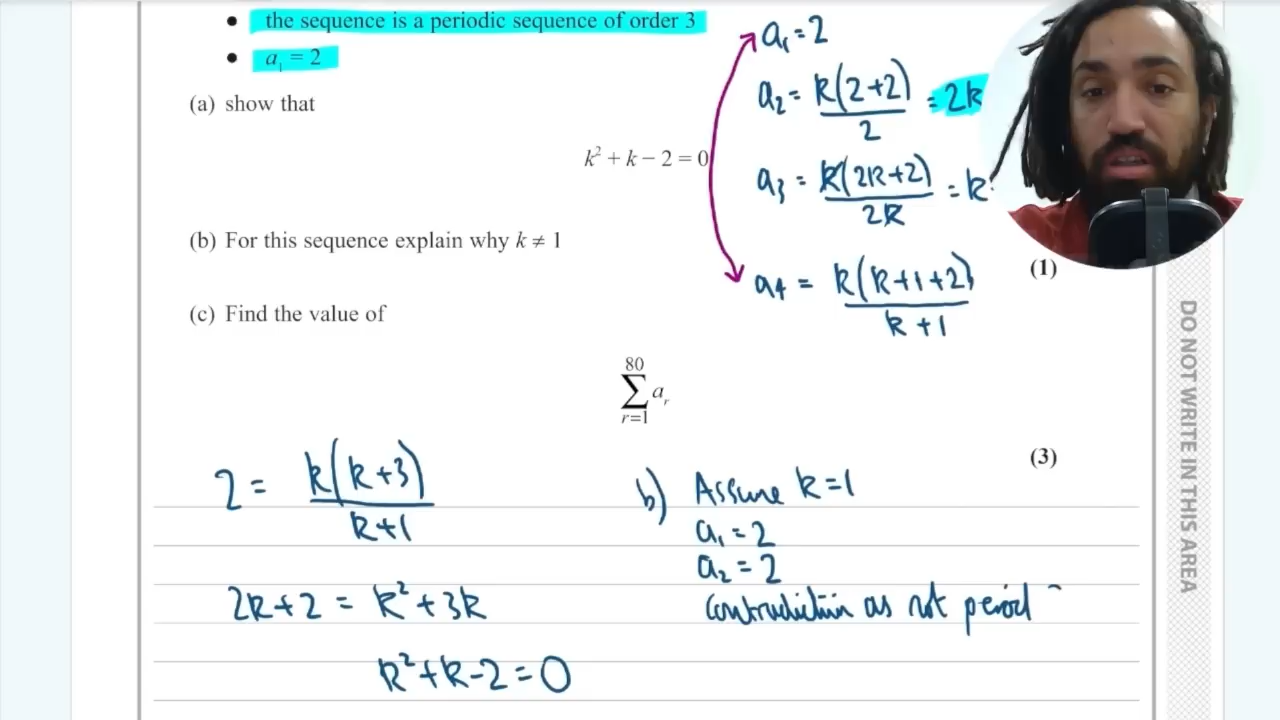 • the sequence is a periodic sequence of order 3
• a₁ = 2
(a) show that
k² + k − 2 = 0
(b) For this sequence explain why k ≠ 1
(1)
(c) Find the value of
80
∑ aᵣ
r=1
(3)
a₁ = 2
a₂ = k(2+2)/2 = 2k
a₃ = k(2k+2)/2k = k
a₄ = k(k+1+2)/k+1
2 = k(k+3)/k+1
2k+2 = k²+3k
k²+k-2=0
b) Assume k=1
a₁ = 2
a₂ = 2
contradiction as not period
DO NOT WRITE IN THIS AREA